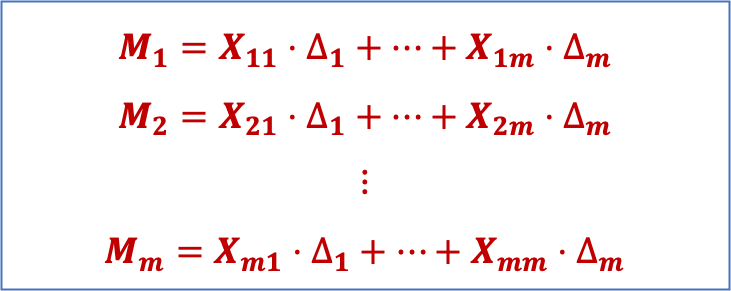 M₁ = X₁₁ · Δ₁ + ⋯ + X₁ₘ · Δₘ
M₂ = X₂₁ · Δ₁ + ⋯ + X₂ₘ · Δₘ
⋮
Mₘ = Xₘ₁ · Δ₁ + ⋯ + Xₘₘ · Δₘ